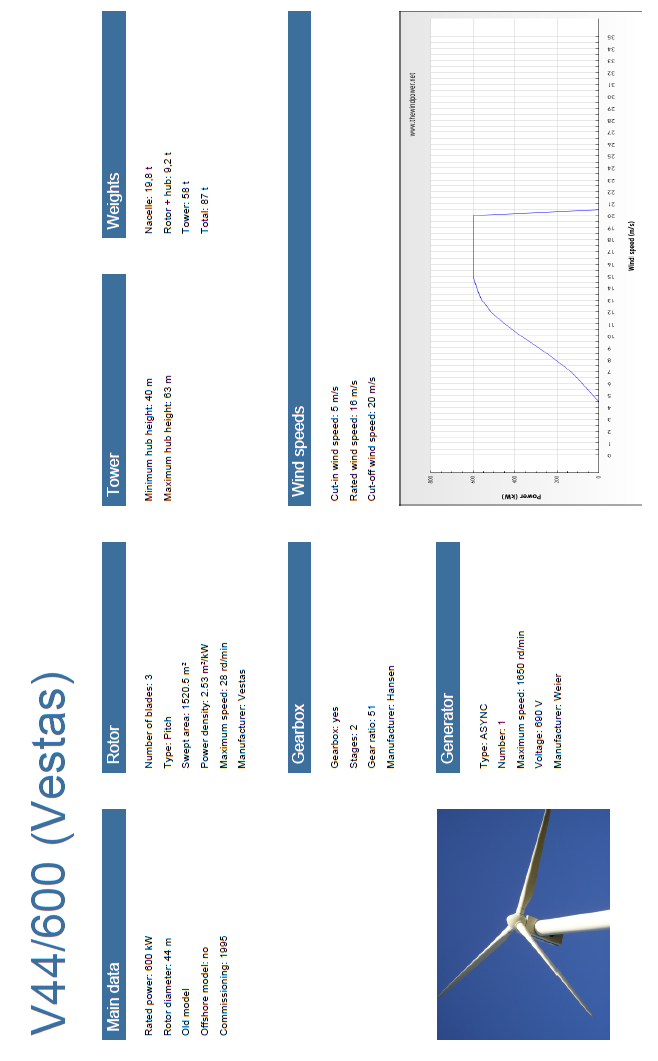 V44/600 (Vestas)
Main data
Rated power: 600 kW
Rotor diameter: 44 m
Old model
Offshore model: no
Commissioning: 1995
Rotor
Number of blades: 3
Type: Pitch
Swept area: 1520.5 m²
Power density: 2.53 m²/kW
Maximum speed: 28 rd/min
Manufacturer: Vestas
Gearbox
Gearbox: yes
Stages: 2
Gear ratio: 51
Manufacturer: Hansen
Generator
Type: ASYNC
Number: 1
Maximum speed: 1650 rd/min
Voltage: 690 V
Manufacturer: Weier
Tower
Minimum hub height: 40 m
Maximum hub height: 63 m
Weights
Nacelle: 19,8 t
Rotor + hub: 9,2 t
Tower: 58 t
Total: 87 t
Wind speeds
Cut-in wind speed: 5 m/s
Rated wind speed: 16 m/s
Cut-off wind speed: 20 m/s
www.thewindpower.net
Power (kW)
800
600
400
200
0
0 1 2 3 4 5 6 7 8 9 10 11 12 13 14 15 16 17 18 19 20 21 22 23 24 25 26 27 28 29 30 31 32 33 34 35
Wind speed (m/s)